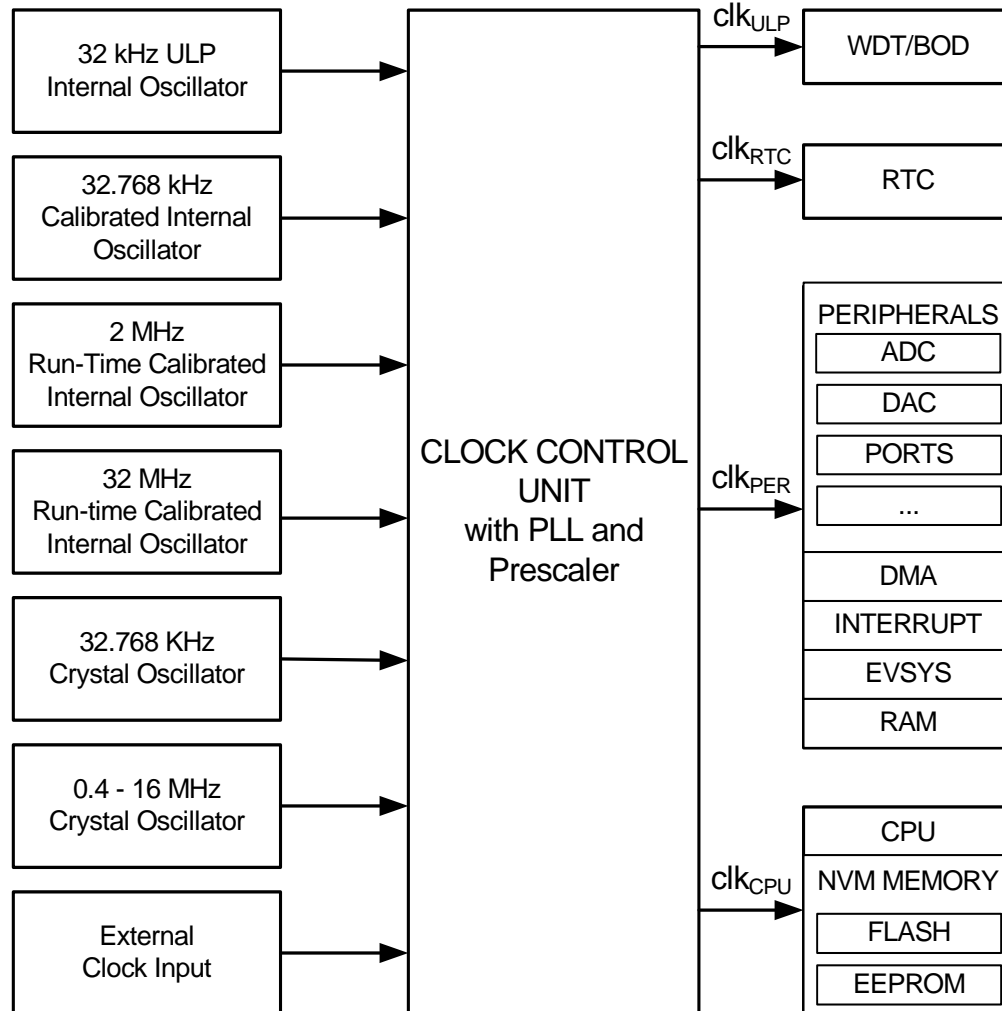 32 kHz ULP
Internal Oscillator
32.768 kHz
Calibrated Internal
Oscillator
2 MHz
Run-Time Calibrated
Internal Oscillator
32 MHz
Run-time Calibrated
Internal Oscillator
32.768 KHz
Crystal Oscillator
0.4 - 16 MHz
Crystal Oscillator
External
Clock Input
CLOCK CONTROL
UNIT
with PLL and
Prescaler
clkULP
WDT/BOD
clkRTC
RTC
clkPER
PERIPHERALS
ADC
DAC
PORTS
...
DMA
INTERRUPT
EVSYS
RAM
clkCPU
CPU
NVM MEMORY
FLASH
EEPROM